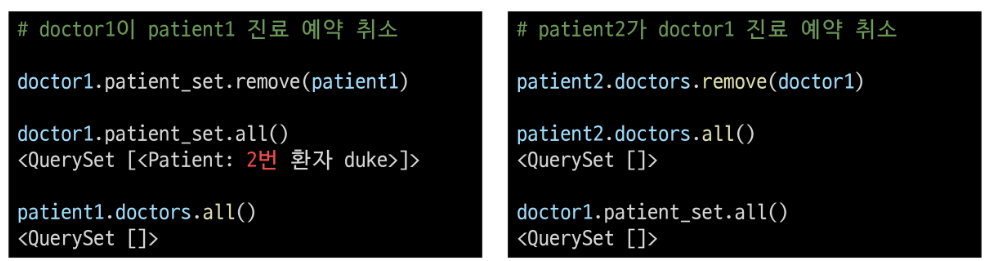 # doctor1이 patient1 진료 예약 취소
doctor1.patient_set.remove(patient1)
doctor1.patient_set.all()
<QuerySet [<Patient: 2번 환자 duke>]>
patient1.doctors.all()
<QuerySet []>
# patient2가 doctor1 진료 예약 취소
patient2.doctors.remove(doctor1)
patient2.doctors.all()
<QuerySet []>
doctor1.patient_set.all()
<QuerySet []>